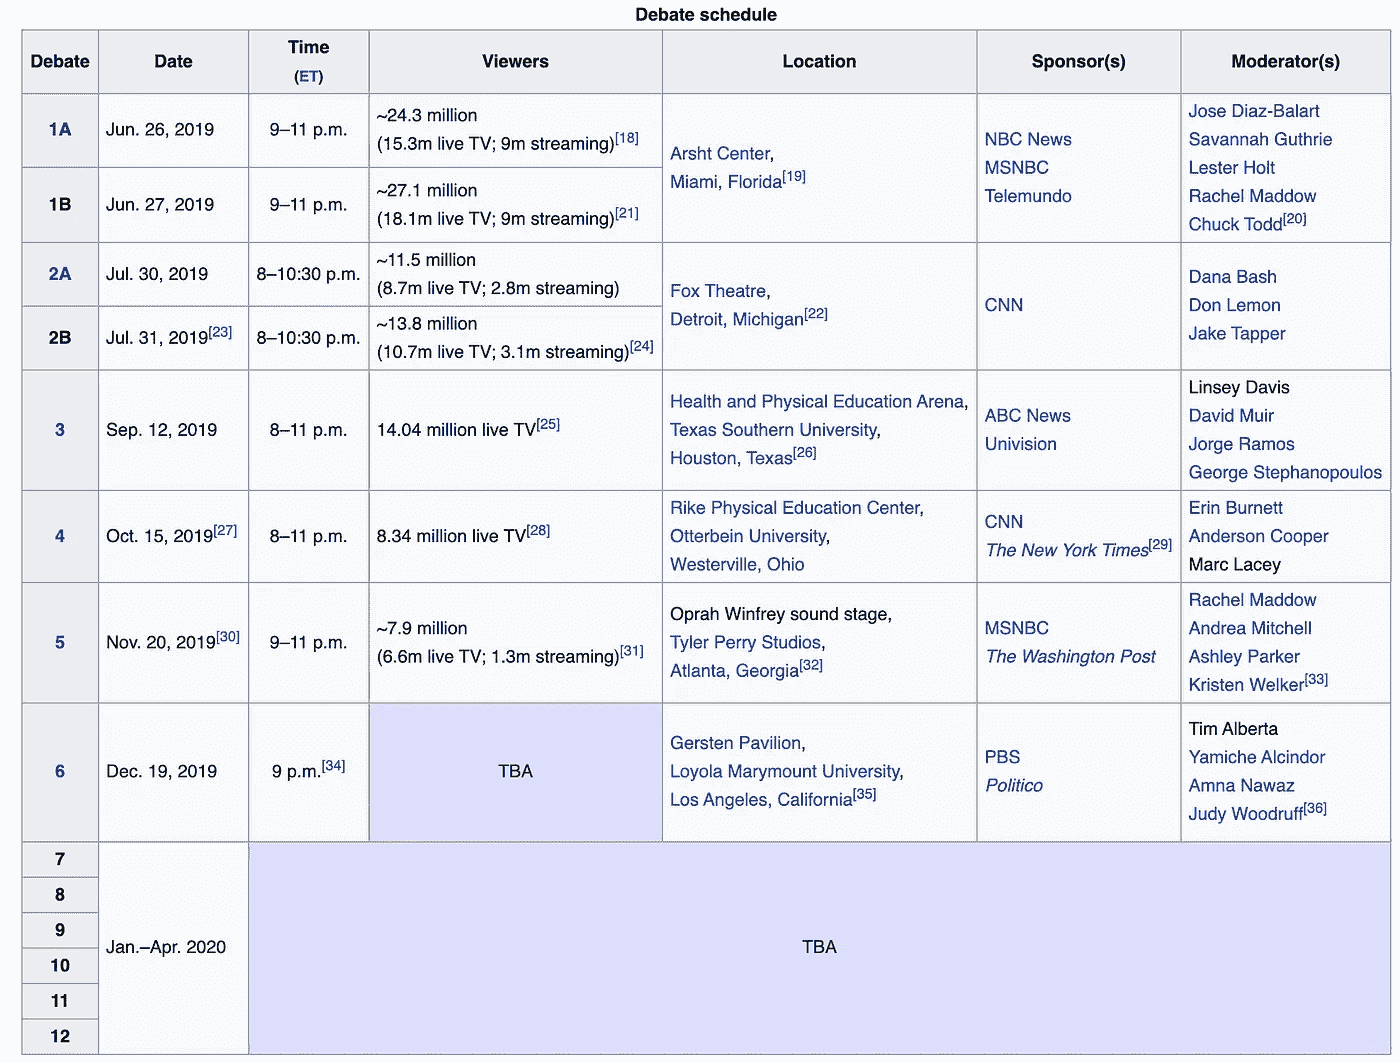 Debate schedule
Debate
Date
Time
(ET)
Viewers
Location
Sponsor(s)
Moderator(s)
1A
Jun. 26, 2019
9–11 p.m.
~24.3 million
(15.3m live TV; 9m streaming)[18]
Arsht Center,
Miami, Florida[19]
NBC News
MSNBC
Telemundo
Jose Diaz-Balart
Savannah Guthrie
Lester Holt
Rachel Maddow
Chuck Todd[20]
1B
Jun. 27, 2019
9–11 p.m.
~27.1 million
(18.1m live TV; 9m streaming)[21]
2A
Jul. 30, 2019
8–10:30 p.m.
~11.5 million
(8.7m live TV; 2.8m streaming)
Fox Theatre,
Detroit, Michigan[22]
CNN
Dana Bash
Don Lemon
Jake Tapper
2B
Jul. 31, 2019[23]
8–10:30 p.m.
~13.8 million
(10.7m live TV; 3.1m streaming)[24]
3
Sep. 12, 2019
8–11 p.m.
14.04 million live TV[25]
Health and Physical Education Arena,
Texas Southern University,
Houston, Texas[26]
ABC News
Univision
Linsey Davis
David Muir
Jorge Ramos
George Stephanopoulos
4
Oct. 15, 2019[27]
8–11 p.m.
8.34 million live TV[28]
Rike Physical Education Center,
Otterbein University,
Westerville, Ohio
CNN
The New York Times[29]
Erin Burnett
Anderson Cooper
Marc Lacey
5
Nov. 20, 2019[30]
9–11 p.m.
~7.9 million
(6.6m live TV; 1.3m streaming)[31]
Oprah Winfrey sound stage,
Tyler Perry Studios,
Atlanta, Georgia[32]
MSNBC
The Washington Post
Rachel Maddow
Andrea Mitchell
Ashley Parker
Kristen Welker[33]
6
Dec. 19, 2019
9 p.m.[34]
TBA
Gersten Pavilion,
Loyola Marymount University,
Los Angeles, California[35]
PBS
Politico
Tim Alberta
Yamiche Alcindor
Amna Nawaz
Judy Woodruff[36]
7
8
9
10
11
12
Jan.–Apr. 2020
TBA